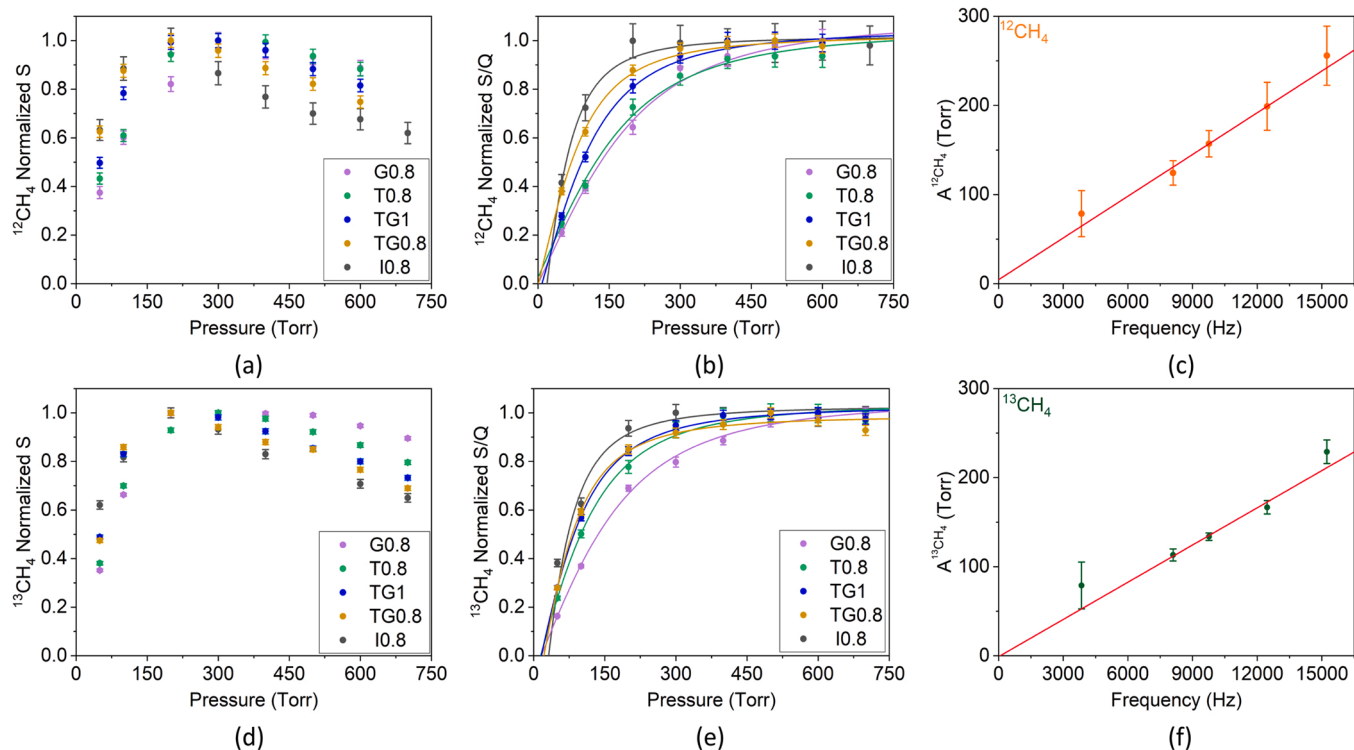 ¹²CH₄ Normalized S
1.0
0.8
0.6
0.4
0.2
0.0
G0.8
T0.8
TG1
TG0.8
I0.8
0 150 300 450 600 750
Pressure (Torr)
(a)
¹²CH₄ Normalized S/Q
1.0
0.8
0.6
0.4
0.2
0.0
G0.8
T0.8
TG1
TG0.8
I0.8
0 150 300 450 600 750
Pressure (Torr)
(b)
A ¹²CH₄ (Torr)
¹²CH₄
300
200
100
0
0 3000 6000 9000 12000 15000
Frequency (Hz)
(c)
¹³CH₄ Normalized S
1.0
0.8
0.6
0.4
0.2
0.0
G0.8
T0.8
TG1
TG0.8
I0.8
0 150 300 450 600 750
Pressure (Torr)
(d)
¹³CH₄ Normalized S/Q
1.0
0.8
0.6
0.4
0.2
0.0
G0.8
T0.8
TG1
TG0.8
I0.8
0 150 300 450 600 750
Pressure (Torr)
(e)
A ¹³CH₄ (Torr)
¹³CH₄
300
200
100
0
0 3000 6000 9000 12000 15000
Frequency (Hz)
(f)